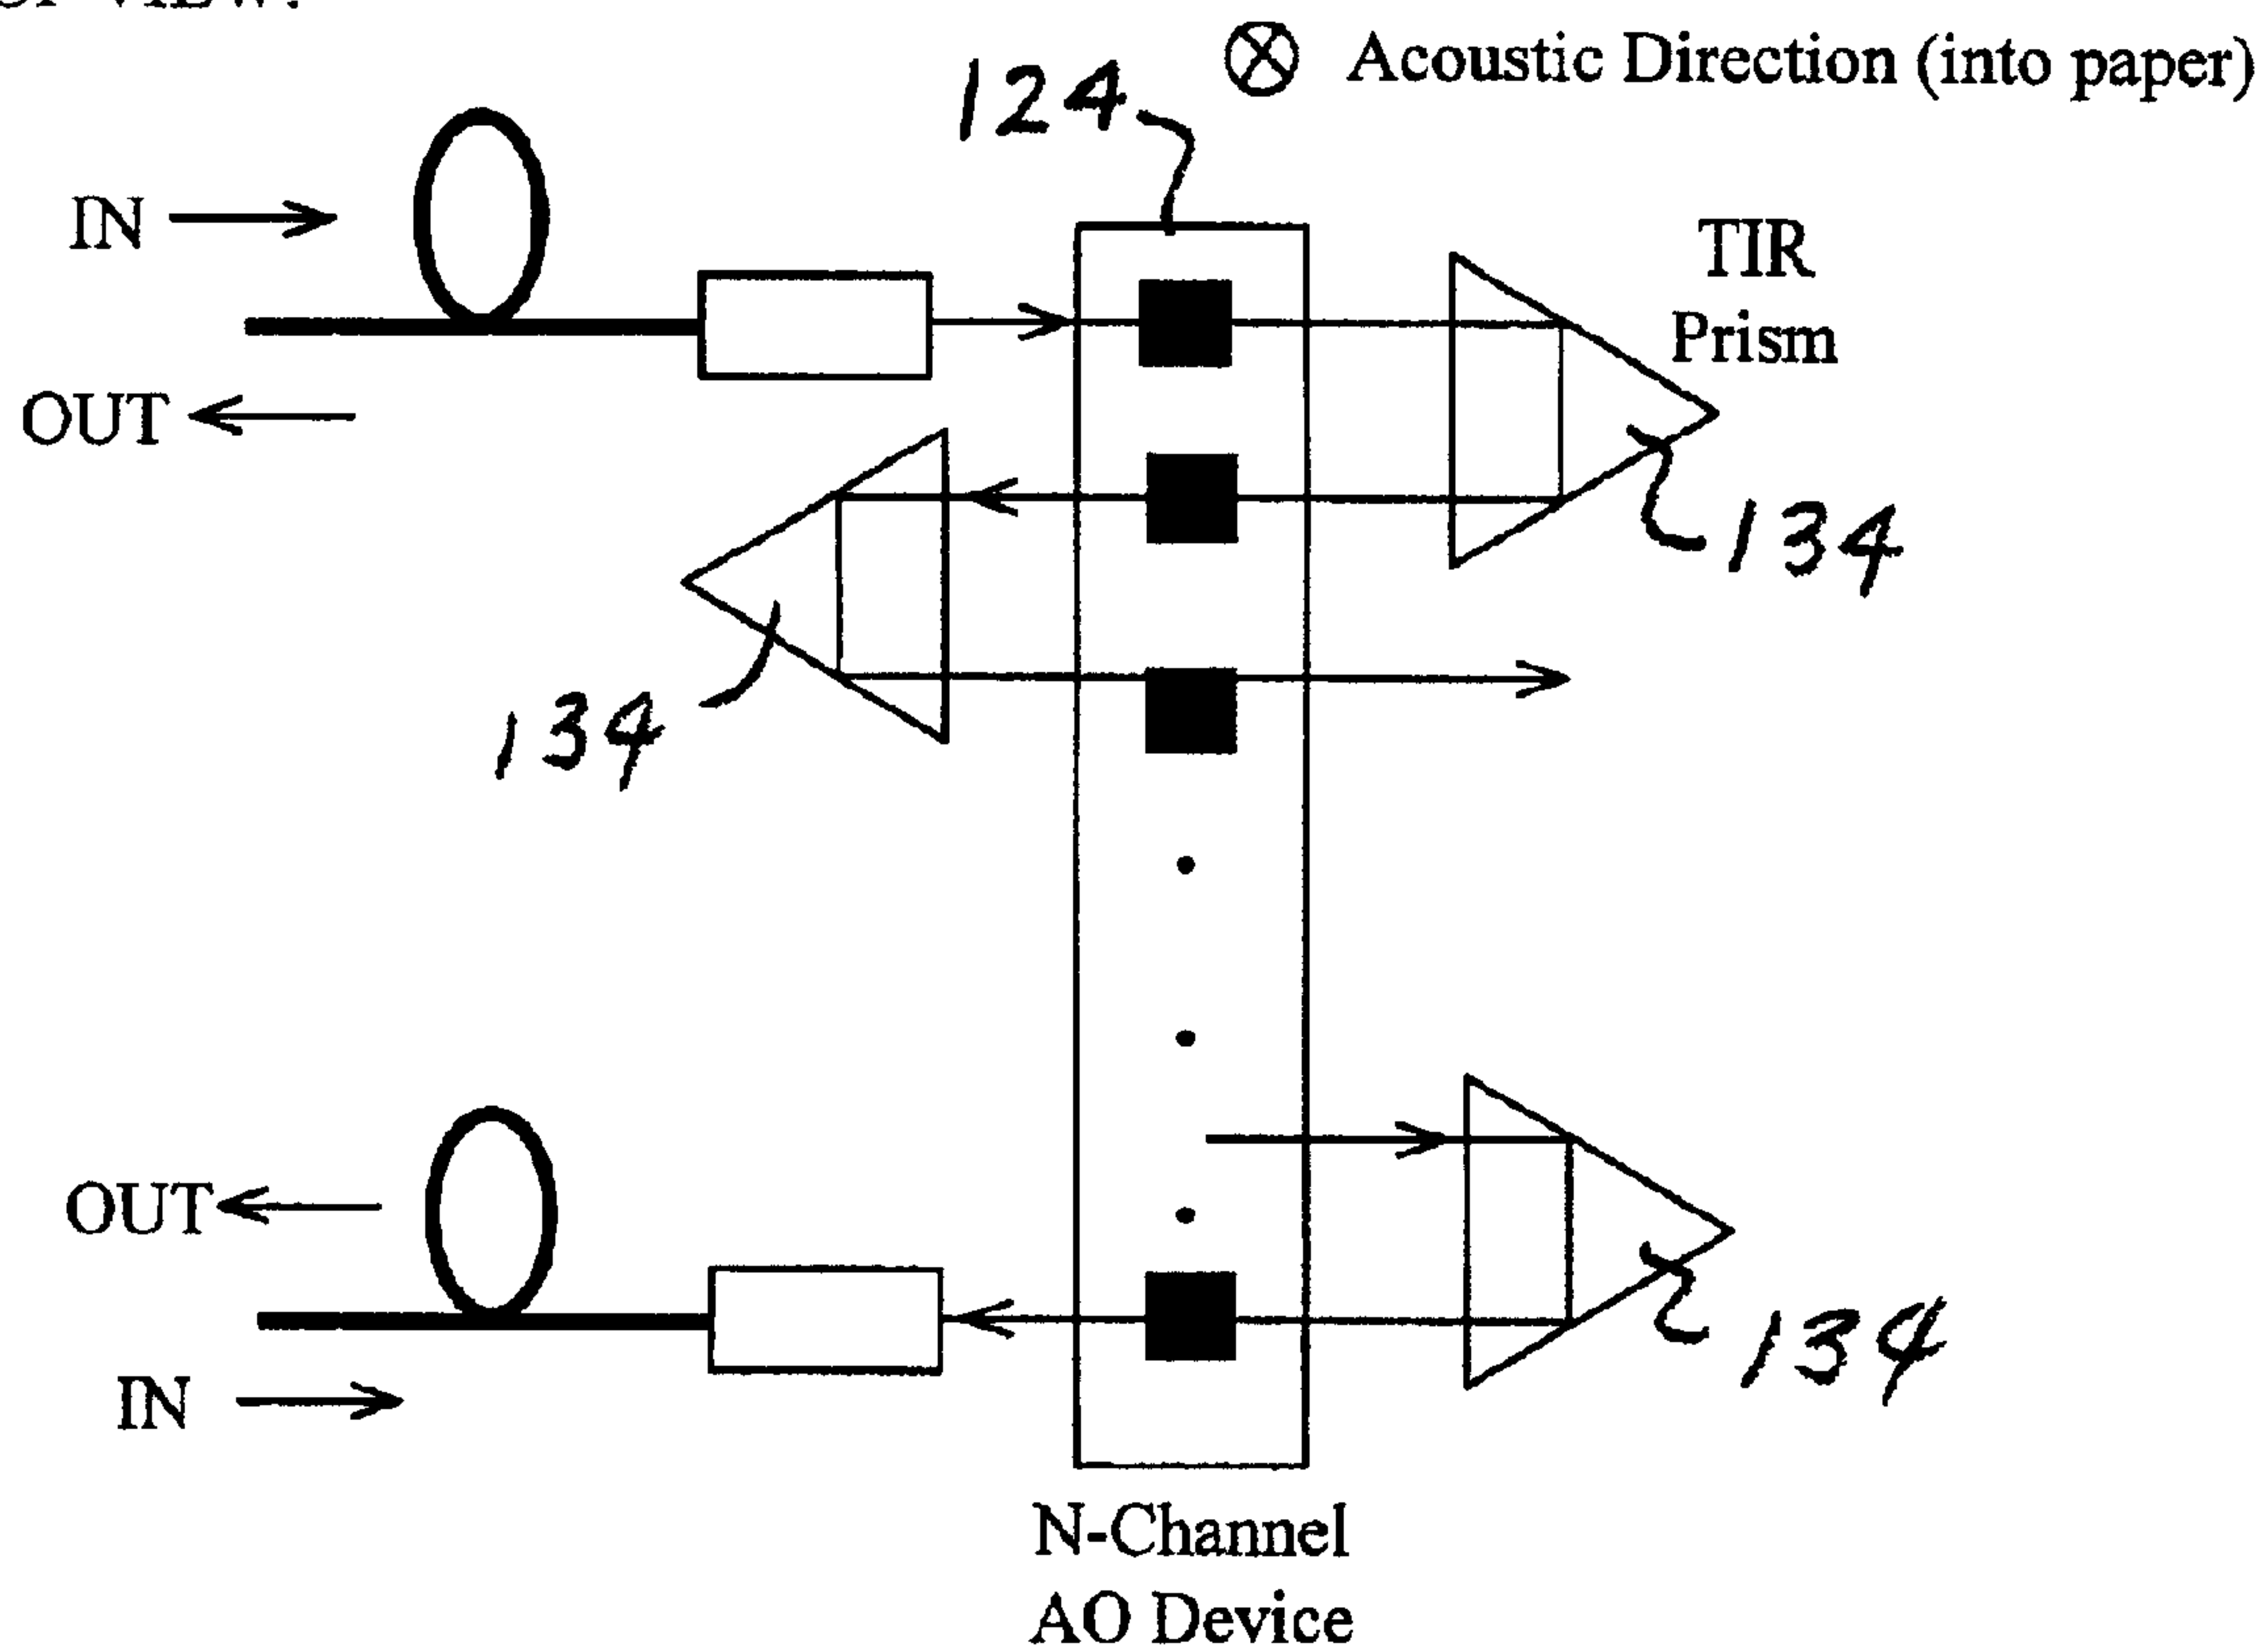 Acoustic Direction (into paper)
124
IN
TIR
Prism
OUT
134
134
OUT
134
IN
N-Channel
AO Device